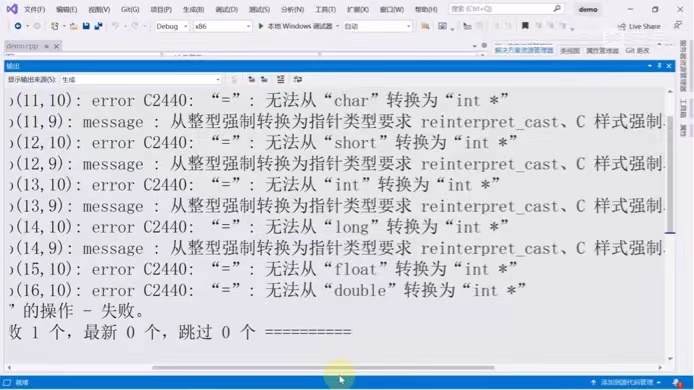 文件(F) 编辑(E) 视图(V) Git(G) 项目(P) 生成(B) 调试(D) 测试(S) 分析(N) 工具(T) 扩展(X) 窗口(W) 帮助(H) 搜索 (Ctrl+Q) demo
Debug x86 本地 Windows 调试器 自动 Live Share
demo.cpp 解决方案资源管理器 类视图 属性管理器 Git 更改
输出
显示输出来源(S): 生成
p(11,10): error C2440: “=”: 无法从“char”转换为“int *”
p(11,9): message : 从整型强制转换为指针类型要求 reinterpret_cast、C 样式强制
p(12,10): error C2440: “=”: 无法从“short”转换为“int *”
p(12,9): message : 从整型强制转换为指针类型要求 reinterpret_cast、C 样式强制
p(13,10): error C2440: “=”: 无法从“int”转换为“int *”
p(13,9): message : 从整型强制转换为指针类型要求 reinterpret_cast、C 样式强制
p(14,10): error C2440: “=”: 无法从“long”转换为“int *”
p(14,9): message : 从整型强制转换为指针类型要求 reinterpret_cast、C 样式强制
p(15,10): error C2440: “=”: 无法从“float”转换为“int *”
p(16,10): error C2440: “=”: 无法从“double”转换为“int *”
”的操作 - 失败。
败 1 个，最新 0 个，跳过 0 个 ==========
就绪 添加到源代码管理